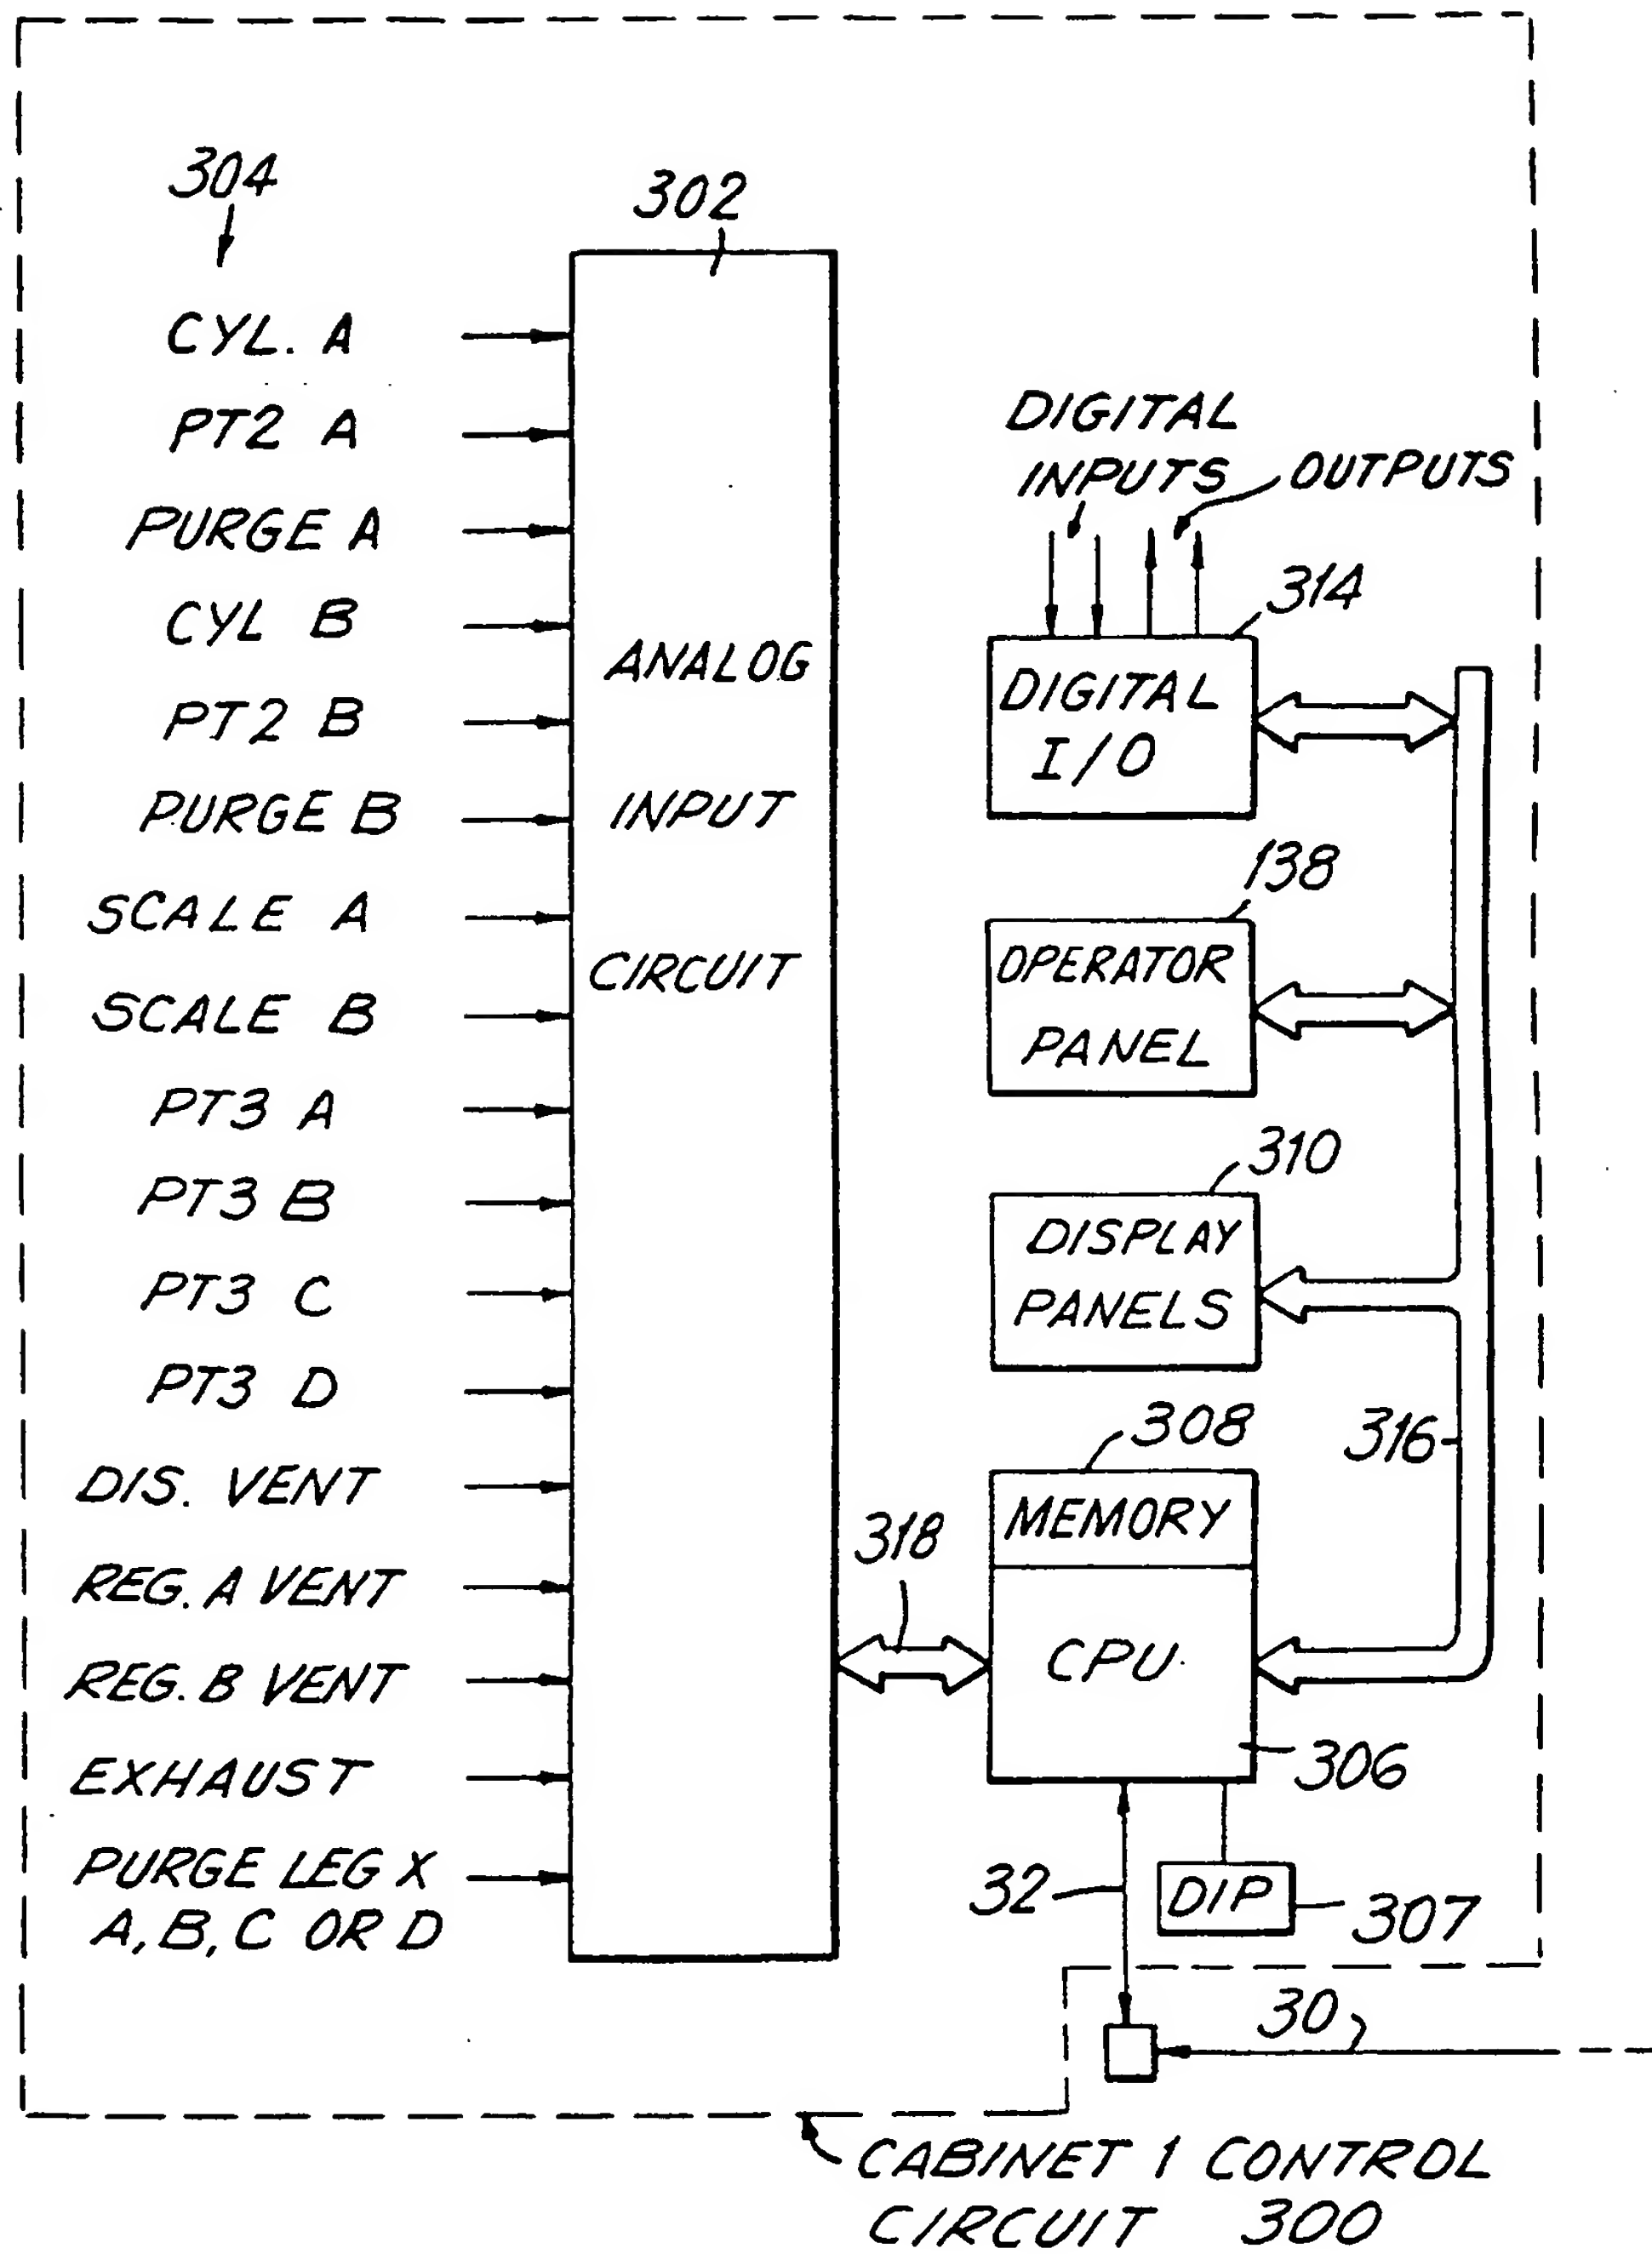 304
302
CYL. A
PT2 A
PURGE A
CYL B
PT2 B
PURGE B
SCALE A
SCALE B
PT3 A
PT3 B
PT3 C
PT3 D
DIS. VENT
REG. A VENT
REG. B VENT
EXHAUST
PURGE LEG X
A, B, C OR D
ANALOG
INPUT
CIRCUIT
DIGITAL
INPUTS
OUTPUTS
314
DIGITAL
I/O
138
OPERATOR
PANEL
310
DISPLAY
PANELS
316
308
MEMORY
318
CPU
306
32
DIP
307
30
CABINET 1 CONTROL
CIRCUIT 300